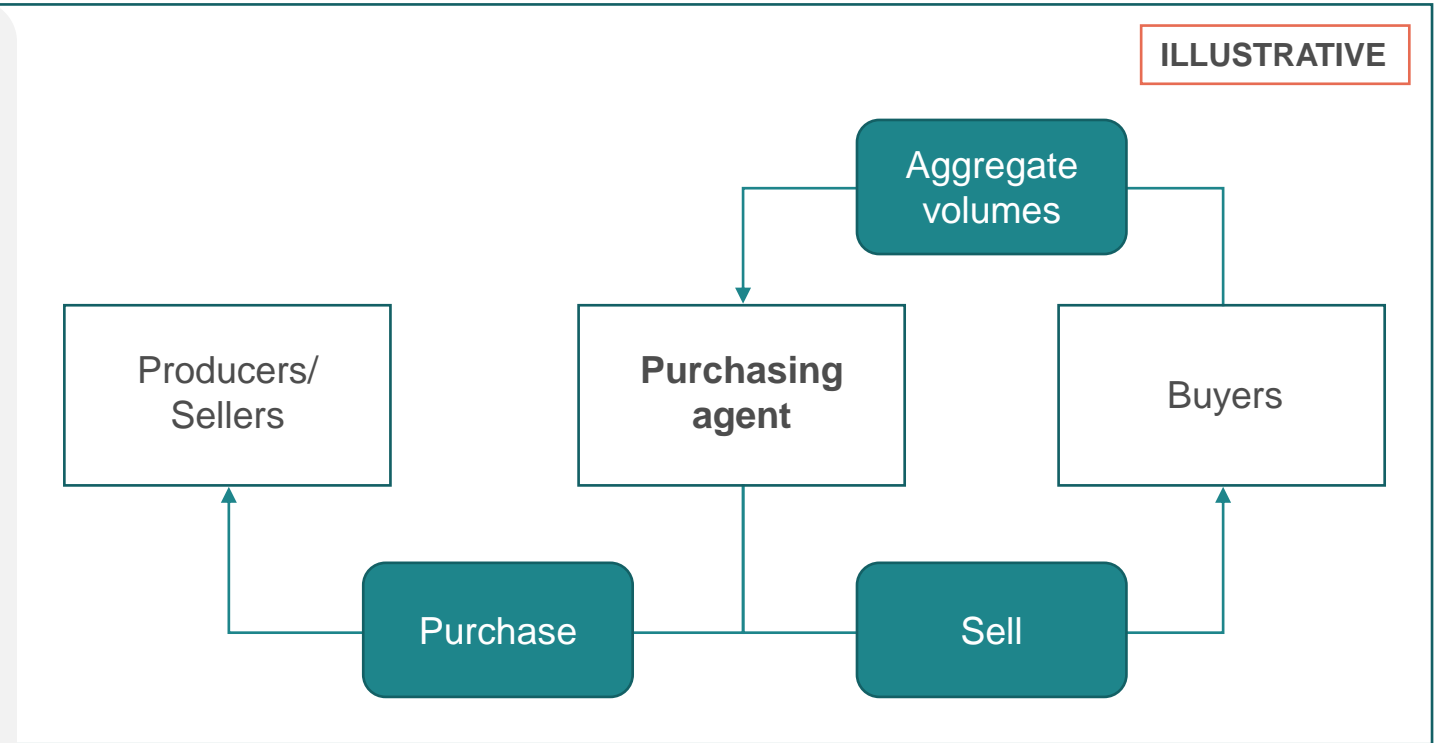 ILLUSTRATIVE
Aggregate
volumes
Producers/
Sellers
Purchasing
agent
Buyers
Purchase
Sell